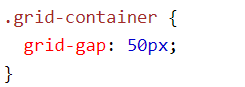 .grid-container {
  grid-gap: 50px;
}